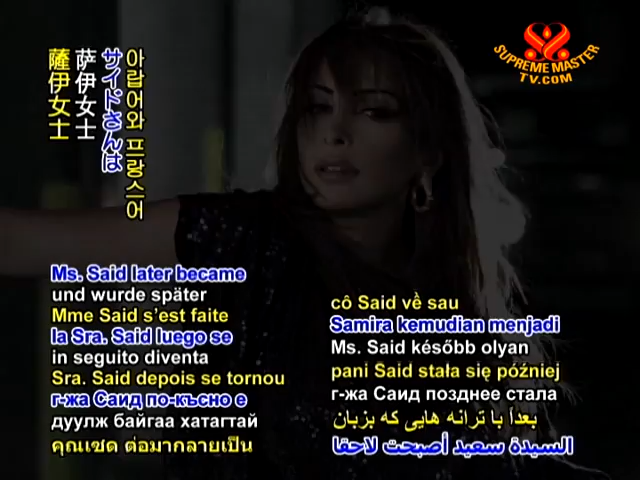 아랍어와 프랑스어
サイドさんは
萨伊女士
薩伊女士
SUPREME MASTER
TV.COM
Ms. Said later became
und wurde später
Mme Said s'est faite
la Sra. Said luego se
in seguito diventa
Sra. Said depois se tornou
г-жа Саид по-късно е
дуулж байгаа хатагтай
คุณเซด ต่อมากลายเป็น
cô Said về sau
Samira kemudian menjadi
Ms. Said később olyan
pani Said stała się później
г-жа Саид позднее стала
بعداً با ترانه هایی که بزبان
السيدة سعيد أصبحت لاحقا